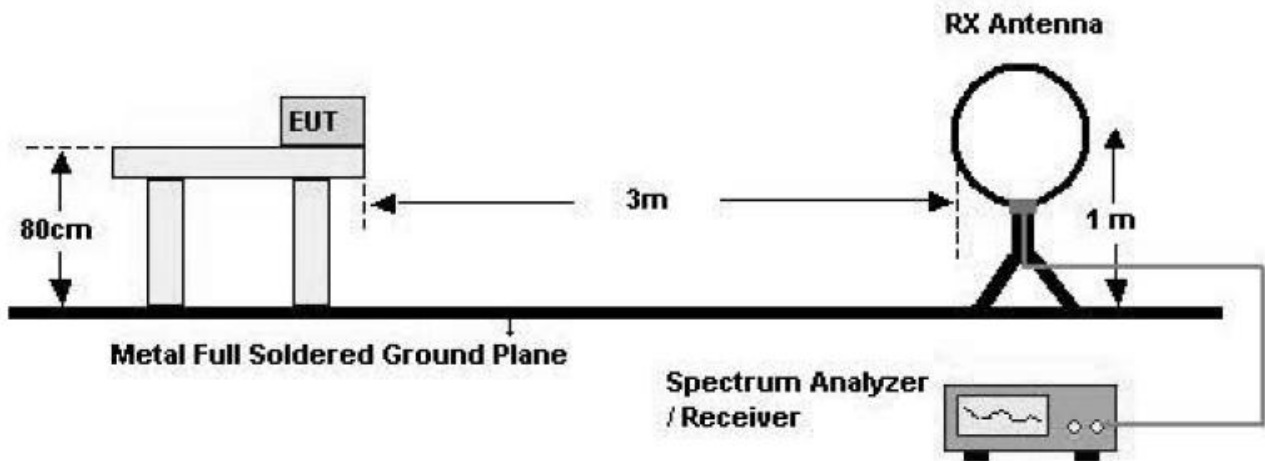 RX Antenna
EUT
80cm
3m
1 m
Metal Full Soldered Ground Plane
Spectrum Analyzer
/ Receiver